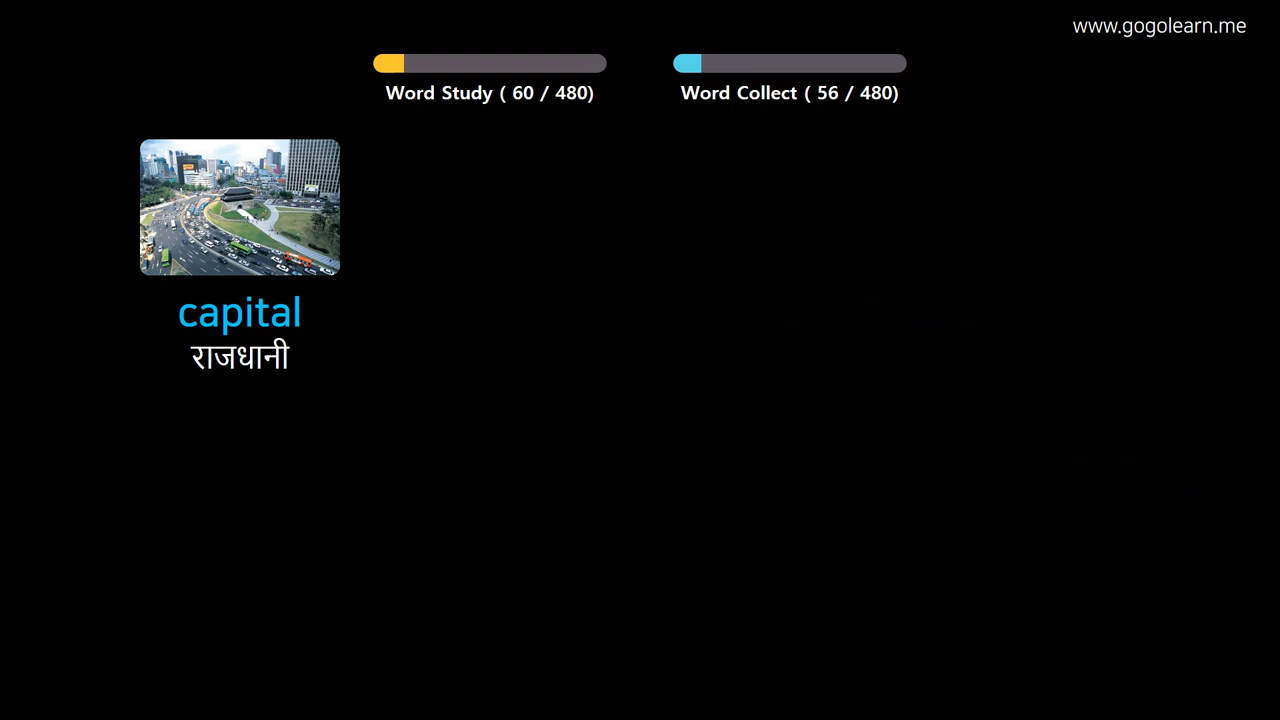 www.gogolearn.me
Word Study ( 60 / 480)
Word Collect ( 56 / 480)
capital
राजधानी